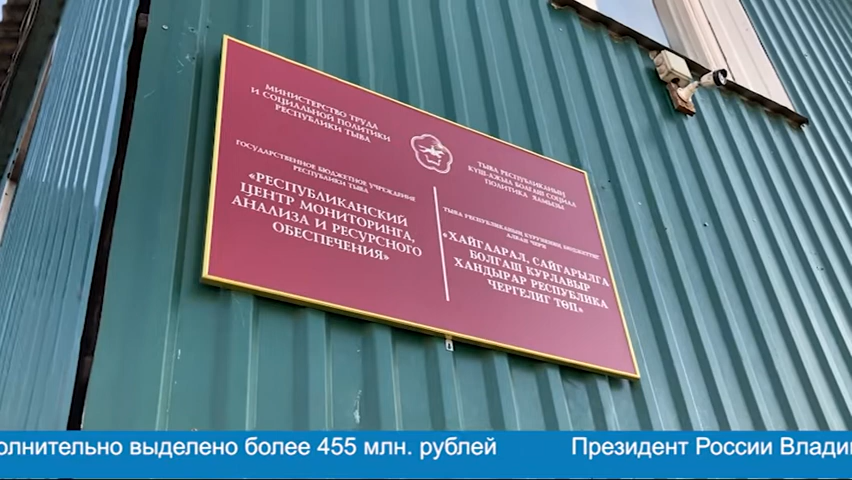 МИНИСТЕРСТВО ТРУДА
И СОЦИАЛЬНОЙ ПОЛИТИКИ
РЕСПУБЛИКИ ТЫВА
ГОСУДАРСТВЕННОЕ БЮДЖЕТНОЕ УЧРЕЖДЕНИЕ
РЕСПУБЛИКИ ТЫВА
«РЕСПУБЛИКАНСКИЙ
ЦЕНТР МОНИТОРИНГА,
АНАЛИЗА И РЕСУРСНОГО
ОБЕСПЕЧЕНИЯ»
ТЫВА РЕСПУБЛИКАНЫҢ
КҮШ-АЖЫЛ БОЛГАШ СОЦИАЛ
ПОЛИТИКА ЯАМЫЗЫ
ТЫВА РЕСПУБЛИКАНЫҢ КҮРҮНЕНИҢ БЮДЖЕТТИГ
АЛБАН ЧЕРИ
«ХАЙГААРАЛ, САЙГАРЫЛГА
БОЛГАШ КУРЛАВЫР
ХАНДЫРАР РЕСПУБЛИКА
ЧЕРГЕЛИГ ТӨП»
олнительно выделено более 455 млн. рублей Президент России Влади